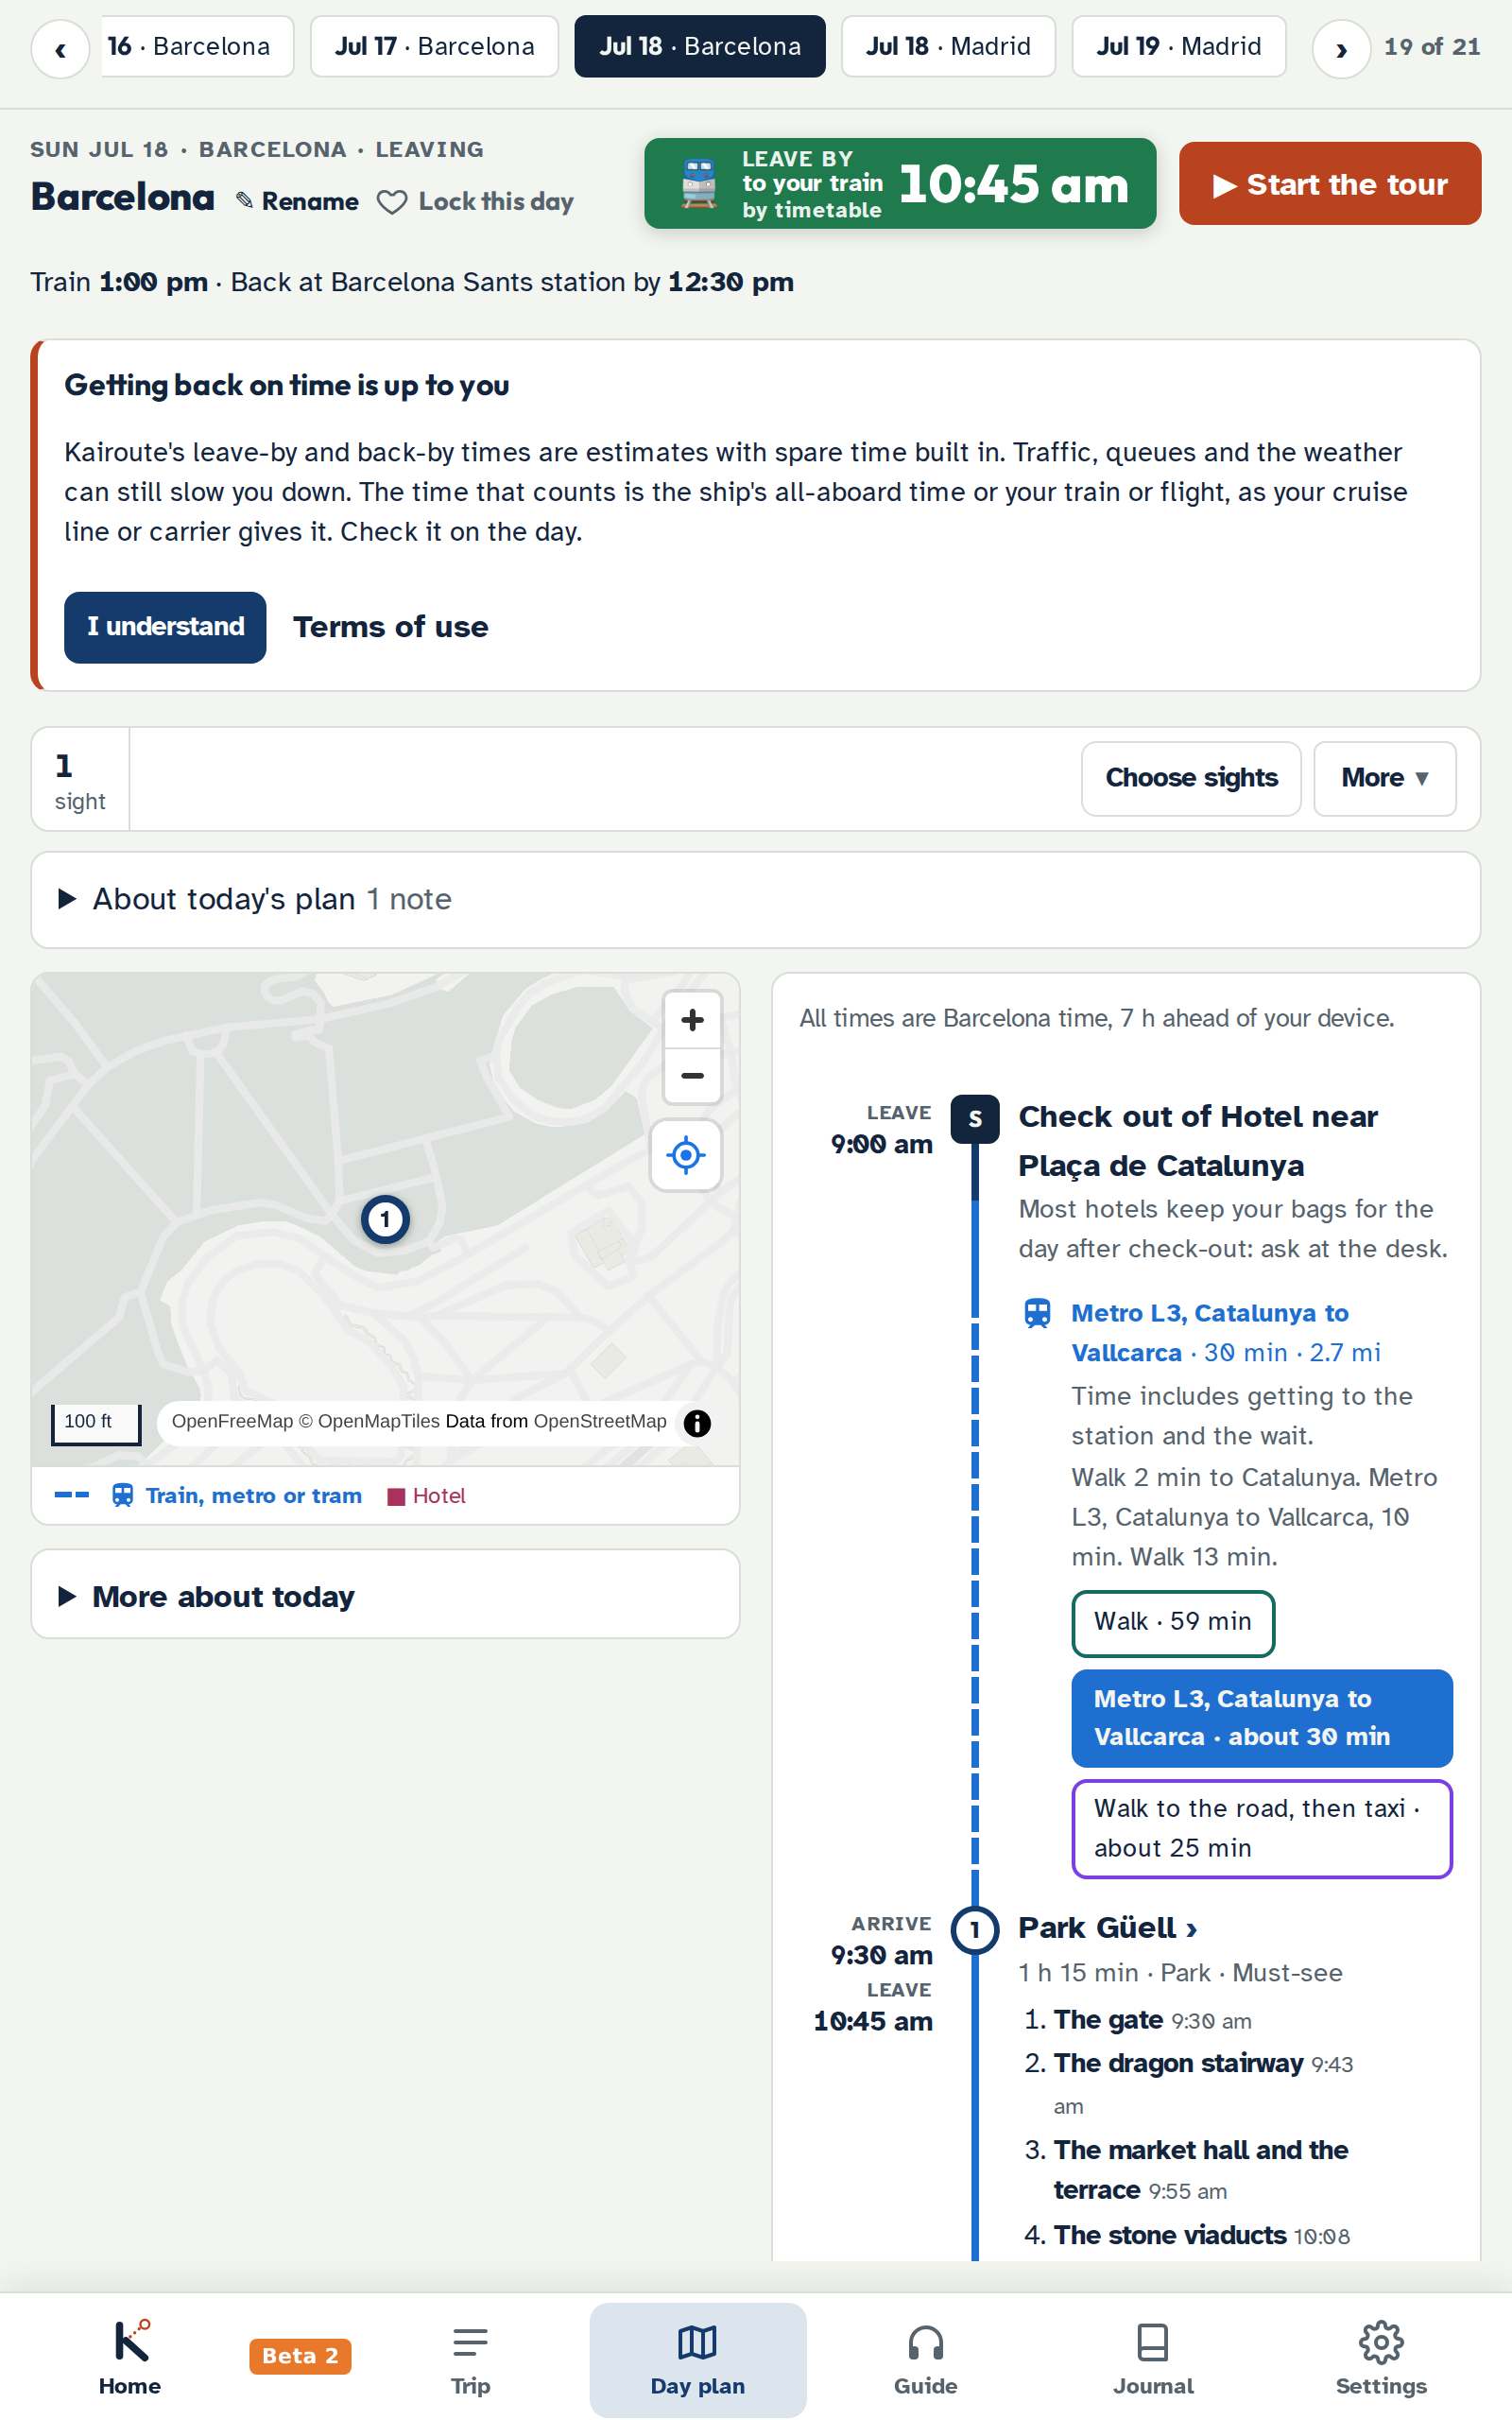 ‹
16 · Barcelona
Jul 17 · Barcelona
Jul 18 · Barcelona
Jul 18 · Madrid
Jul 19 · Madrid
›
19 of 21
SUN JUL 18 · BARCELONA · LEAVING
Barcelona
✎ Rename
Lock this day
LEAVE BY
to your train
by timetable
10:45 am
▶ Start the tour
Train 1:00 pm · Back at Barcelona Sants station by 12:30 pm
Getting back on time is up to you
Kairoute's leave-by and back-by times are estimates with spare time built in. Traffic, queues and the weather
can still slow you down. The time that counts is the ship's all-aboard time or your train or flight, as your cruise
line or carrier gives it. Check it on the day.
I understand
Terms of use
1
sight
Choose sights
More ▼
▶ About today's plan 1 note
+
−
1
100 ft
OpenFreeMap © OpenMapTiles Data from OpenStreetMap
Train, metro or tram
Hotel
▶ More about today
All times are Barcelona time, 7 h ahead of your device.
LEAVE
9:00 am
S
Check out of Hotel near
Plaça de Catalunya
Most hotels keep your bags for the
day after check-out: ask at the desk.
Metro L3, Catalunya to
Vallcarca · 30 min · 2.7 mi
Time includes getting to the
station and the wait.
Walk 2 min to Catalunya. Metro
L3, Catalunya to Vallcarca, 10
min. Walk 13 min.
Walk · 59 min
Metro L3, Catalunya to
Vallcarca · about 30 min
Walk to the road, then taxi ·
about 25 min
ARRIVE
9:30 am
LEAVE
10:45 am
1
Park Güell ›
1 h 15 min · Park · Must-see
1. The gate 9:30 am
2. The dragon stairway 9:43
am
3. The market hall and the
terrace 9:55 am
4. The stone viaducts 10:08
Home
Beta 2
Trip
Day plan
Guide
Journal
Settings